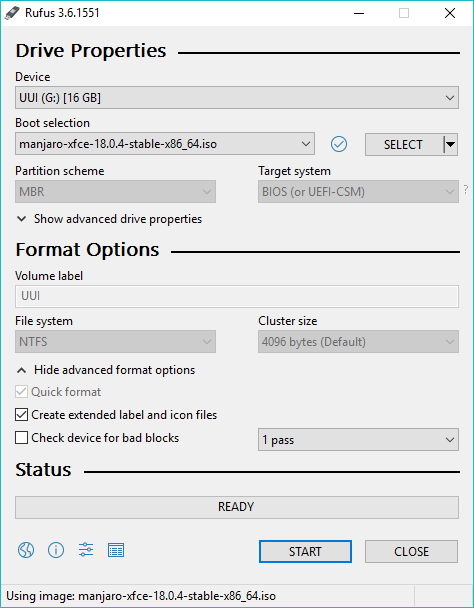 Rufus 3.6.1551
Drive Properties
Device
UUI (G:) [16 GB]
Boot selection
manjaro-xfce-18.0.4-stable-x86_64.iso
SELECT
Partition scheme
Target system
MBR
BIOS (or UEFI-CSM)
?
Show advanced drive properties
Format Options
Volume label
UUI
File system
Cluster size
NTFS
4096 bytes (Default)
Hide advanced format options
Quick format
Create extended label and icon files
Check device for bad blocks
1 pass
Status
READY
START
CLOSE
Using image: manjaro-xfce-18.0.4-stable-x86_64.iso